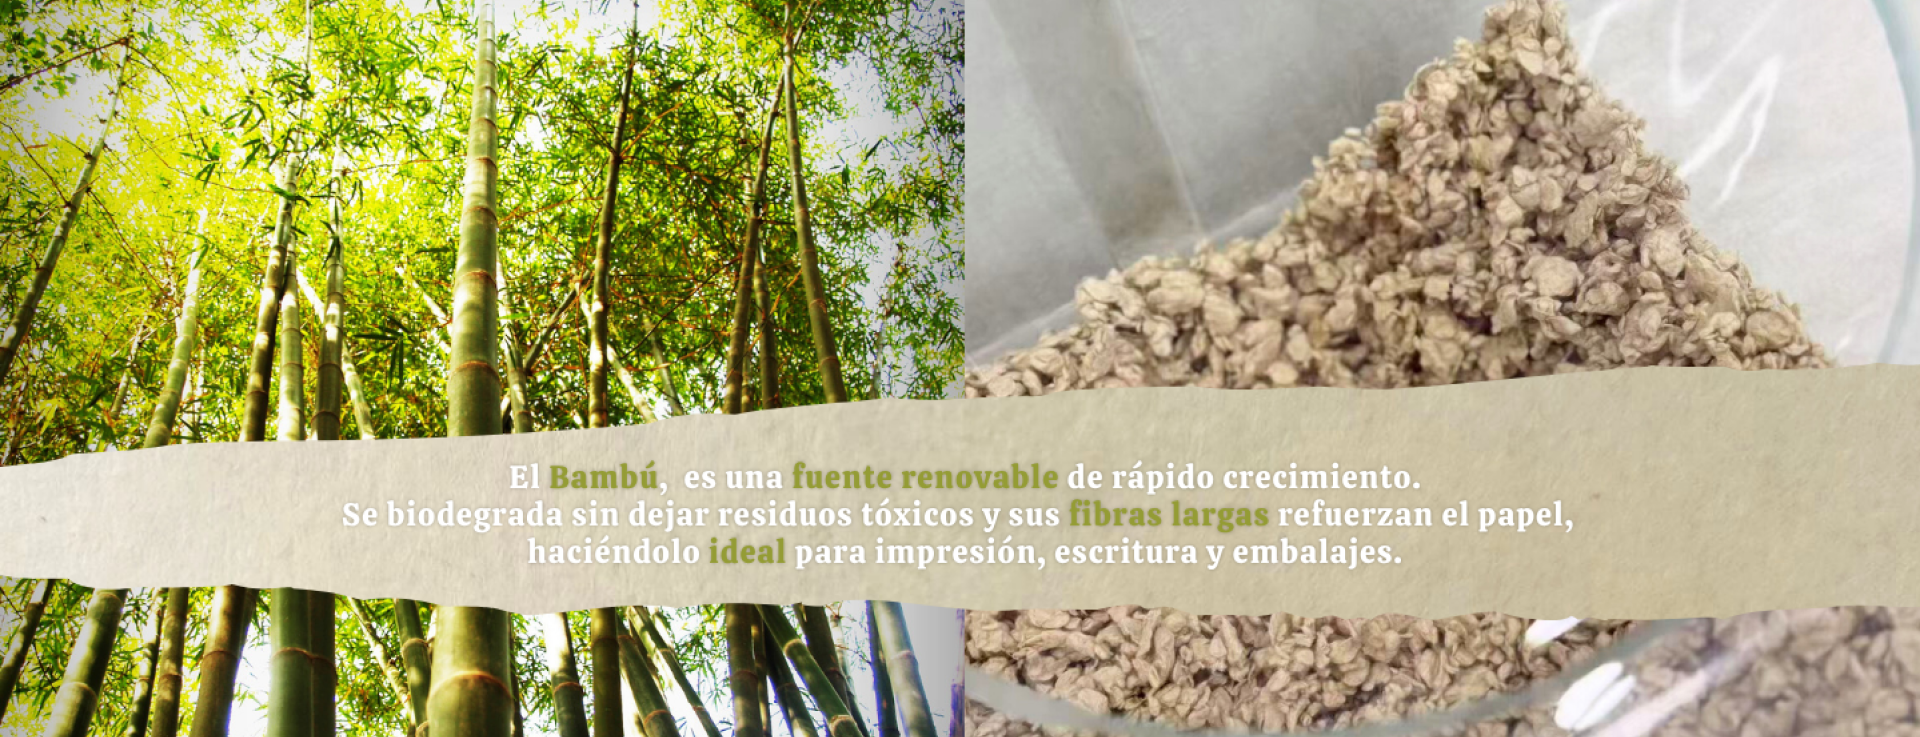 El Bambú, es una fuente renovable de rápido crecimiento.
Se biodegrada sin dejar residuos tóxicos y sus fibras largas refuerzan el papel,
haciéndolo ideal para impresión, escritura y embalajes.